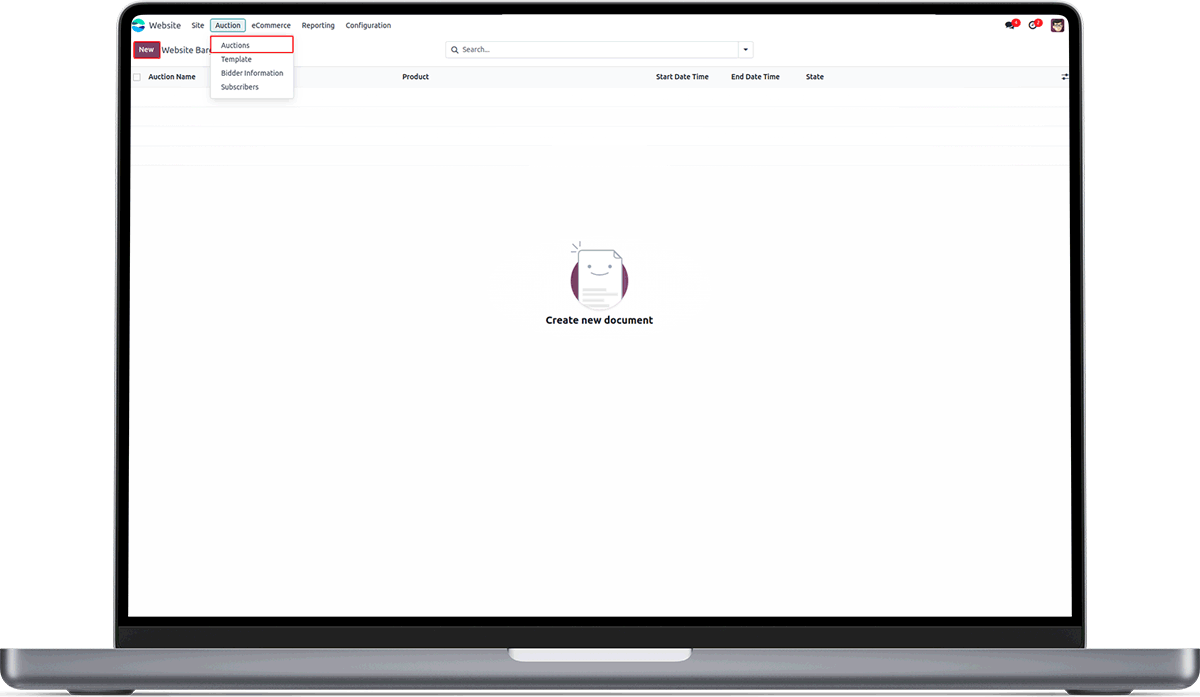 Website Site Auction eCommerce Reporting Configuration
New Website Bar
Search...
Auctions
Template
Bidder Information
Subscribers
Auction Name Product Start Date Time End Date Time State
Create new document